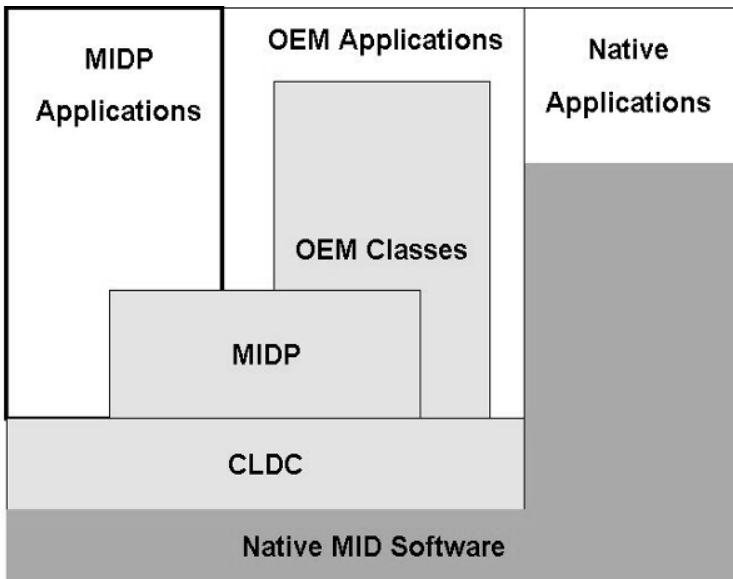 MIDP
Applications
OEM Applications
Native
Applications
OEM Classes
MIDP
CLDC
Native MID Software